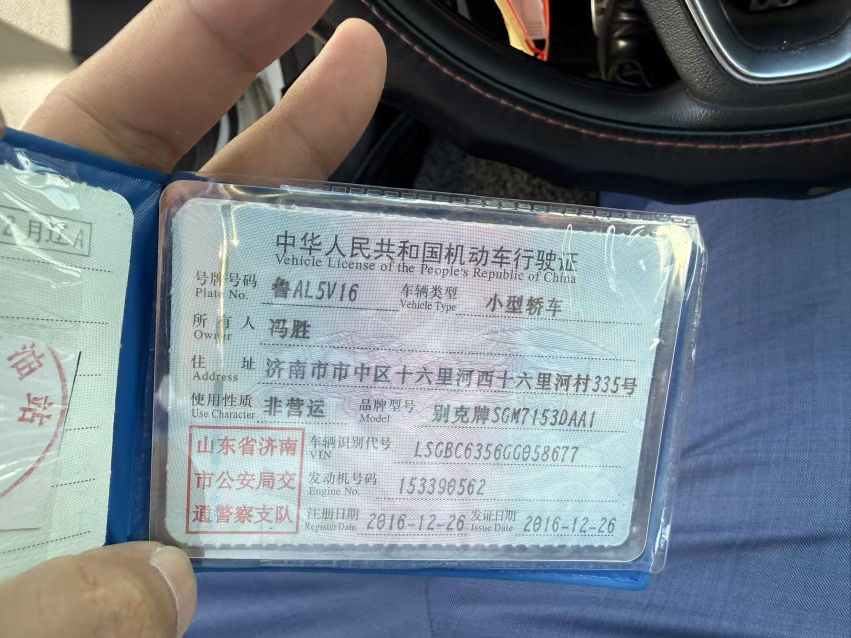 2月辽A
油站
中华人民共和国机动车行驶证
Vehicle License of the People's Republic of China
号牌号码 鲁AL5V16 车辆类型 小型轿车
Plate No. Vehicle Type
所有人 冯胜
Owner
住址 济南市市中区十六里河西十六里河村335号
Address
使用性质 非营运 品牌型号 别克牌SGM7153DAA1
Use Character Model
山东省济南
市公安局交
通警察支队
车辆识别代号 LSGBC6356GG058677
VIN
发动机号码 153390562
Engine No.
注册日期 2016-12-26 发证日期 2016-12-26
Register Date Issue Date